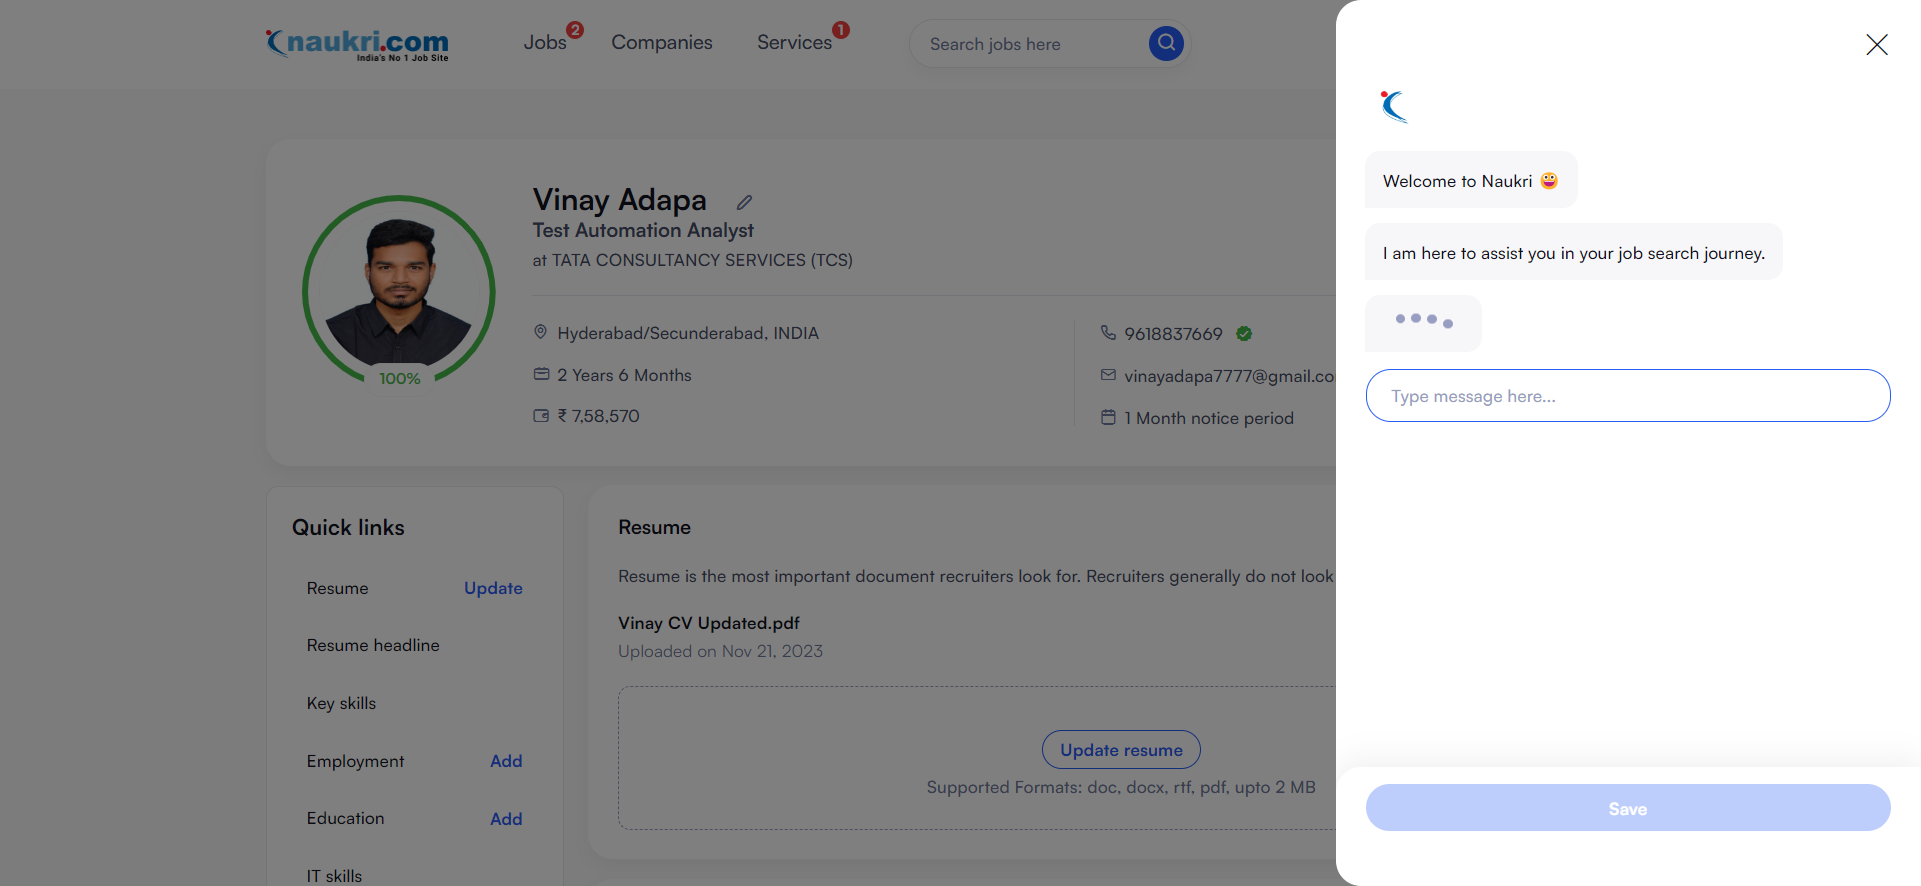 naukri.com
India's No 1 Job Site
Jobs 2
Companies
Services 1
Search jobs here
Vinay Adapa
Test Automation Analyst
at TATA CONSULTANCY SERVICES (TCS)
Hyderabad/Secunderabad, INDIA
2 Years 6 Months
₹ 7,58,570
9618837669
vinayadapa7777@gmail.co
1 Month notice period
100%
Quick links
Resume Update
Resume headline
Key skills
Employment Add
Education Add
IT skills
Resume
Resume is the most important document recruiters look for. Recruiters generally do not look
Vinay CV Updated.pdf
Uploaded on Nov 21, 2023
Update resume
Supported Formats: doc, docx, rtf, pdf, upto 2 MB
Welcome to Naukri 😀
I am here to assist you in your job search journey.
Type message here...
Save